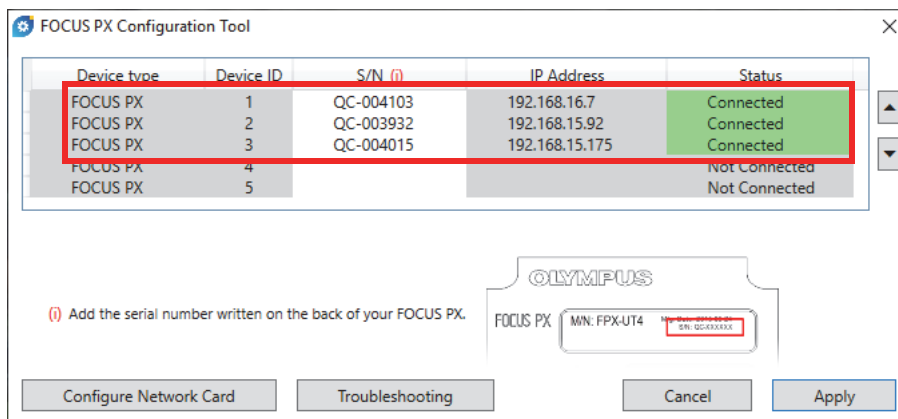 FOCUS PX Configuration Tool
Device type Device ID S/N (i) IP Address Status
FOCUS PX 1 QC-004103 192.168.16.7 Connected
FOCUS PX 2 QC-003932 192.168.15.92 Connected
FOCUS PX 3 QC-004015 192.168.15.175 Connected
FOCUS PX 4 Not Connected
FOCUS PX 5 Not Connected
OLYMPUS
(i) Add the serial number written on the back of your FOCUS PX.
FOCUS PX M/N: FPX-UT4
S/N: QC-XXXXXX
Configure Network Card Troubleshooting Cancel Apply